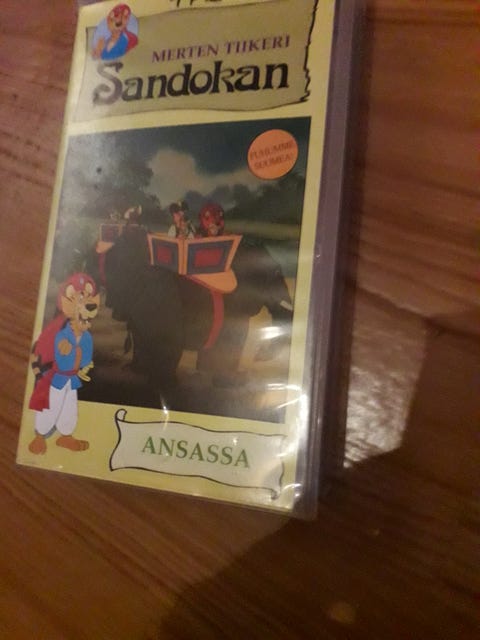 MERTEN TIIKERI
Sandokan
PUHUMME
SUOMEA!
ANSASSA